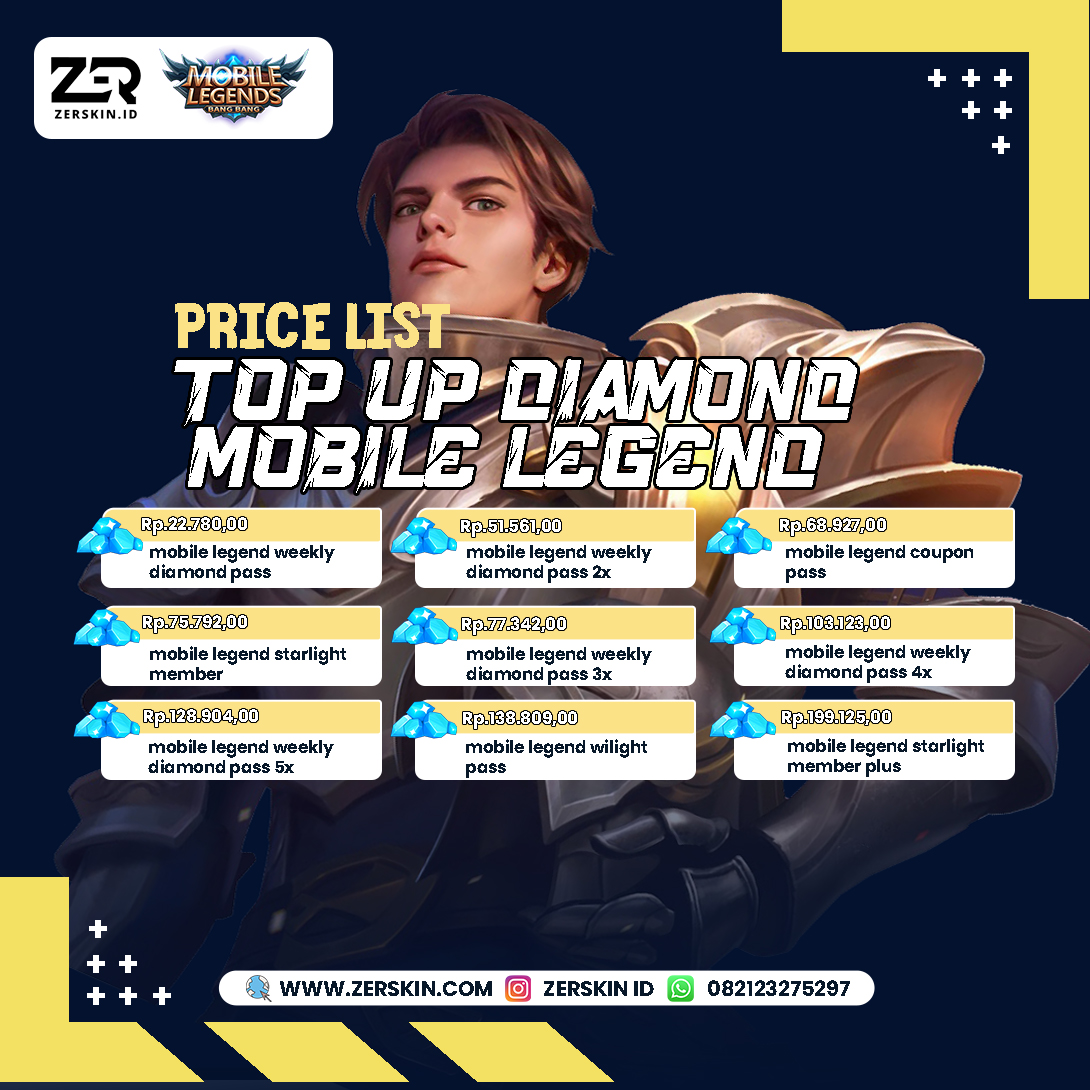 ZER
ZERSKIN.ID
MOBILE
LEGENDS
BANG BANG
PRICE LIST
TOP UP DIAMOND
MOBILE LEGEND
Rp.22.780,00
mobile legend weekly
diamond pass
Rp.51.561,00
mobile legend weekly
diamond pass 2x
Rp.68.927,00
mobile legend coupon
pass
Rp.75.792,00
mobile legend starlight
member
Rp.77.342,00
mobile legend weekly
diamond pass 3x
Rp.103.123,00
mobile legend weekly
diamond pass 4x
Rp.128.904,00
mobile legend weekly
diamond pass 5x
Rp.138.809,00
mobile legend wilight
pass
Rp.199.125,00
mobile legend starlight
member plus
WWW.ZERSKIN.COM ZERSKIN ID 082123275297